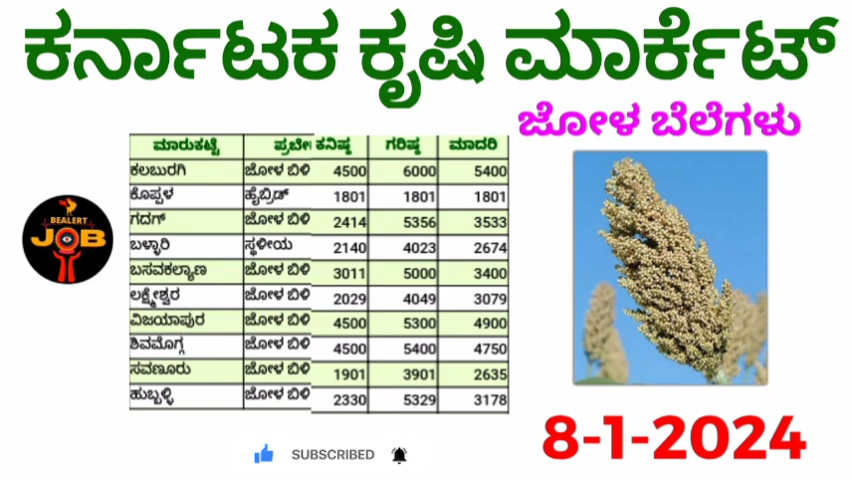 ಕರ್ನಾಟಕ ಕೃಷಿ ಮಾರ್ಕೆಟ್
ಜೋಳ ಬೆಲೆಗಳು
ಮಾರುಕಟ್ಟೆ ಪ್ರಬೇ ಕನಿಷ್ಠ ಗರಿಷ್ಠ ಮಾದರಿ
ಕಲಬುರಗಿ ಜೋಳ ಬಿಳಿ 4500 6000 5400
ಕೊಪ್ಪಳ ಹೈಬ್ರಿಡ್ 1801 1801 1801
ಗದಗ್ ಜೋಳ ಬಿಳಿ 2414 5356 3533
ಬಳ್ಳಾರಿ ಸ್ಥಳೀಯ 2140 4023 2674
ಬಸವಕಲ್ಯಾಣ ಜೋಳ ಬಿಳಿ 3011 5000 3400
ಲಕ್ಷ್ಮೇಶ್ವರ ಜೋಳ ಬಿಳಿ 2029 4049 3079
ವಿಜಯಾಪುರ ಜೋಳ ಬಿಳಿ 4500 5300 4900
ಶಿವಮೊಗ್ಗ ಜೋಳ ಬಿಳಿ 4500 5400 4750
ಸವಣೂರು ಜೋಳ ಬಿಳಿ 1901 3901 2635
ಹುಬ್ಬಳ್ಳಿ ಜೋಳ ಬಿಳಿ 2330 5329 3178
BEALERT
JOB
8-1-2024
SUBSCRIBED